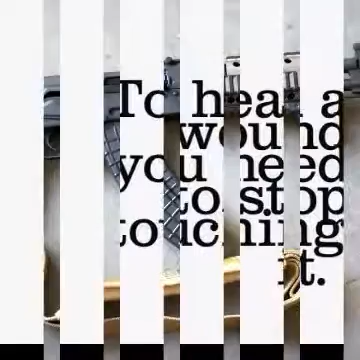 To heal a
wound
you need
to stop
touching
it.